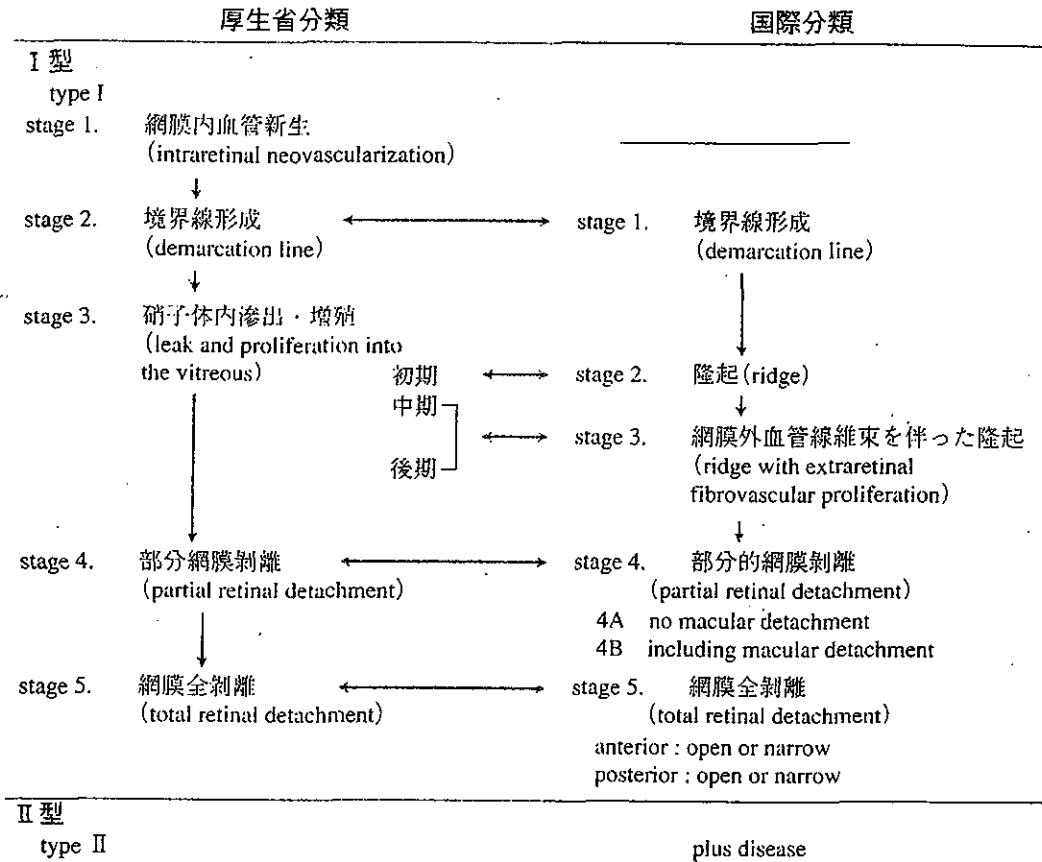 厚生省分類 国際分類
I 型
type I
stage 1. 網膜内血管新生
(intraretinal neovascularization)
stage 2. 境界線形成 stage 1. 境界線形成
(demarcation line) (demarcation line)
stage 3. 硝子体内滲出・増殖
(leak and proliferation into
the vitreous) 初期 stage 2. 隆起(ridge)
中期
stage 3. 網膜外血管線維束を伴った隆起
後期 (ridge with extraretinal
fibrovascular proliferation)
stage 4. 部分網膜剥離 stage 4. 部分的網膜剥離
(partial retinal detachment) (partial retinal detachment)
4A no macular detachment
4B including macular detachment
stage 5. 網膜全剥離 stage 5. 網膜全剥離
(total retinal detachment) (total retinal detachment)
anterior : open or narrow
posterior : open or narrow
II 型
type II plus disease